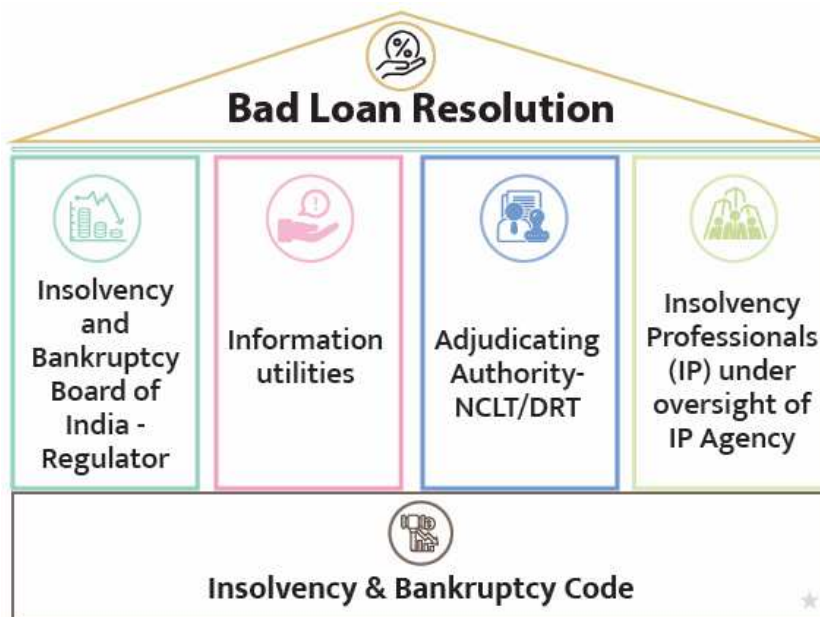 Bad Loan Resolution
Insolvency
and
Bankruptcy
Board of
India -
Regulator
Information
utilities
Adjudicating
Authority-
NCLT/DRT
Insolvency
Professionals
(IP) under
oversight of
IP Agency
Insolvency & Bankruptcy Code